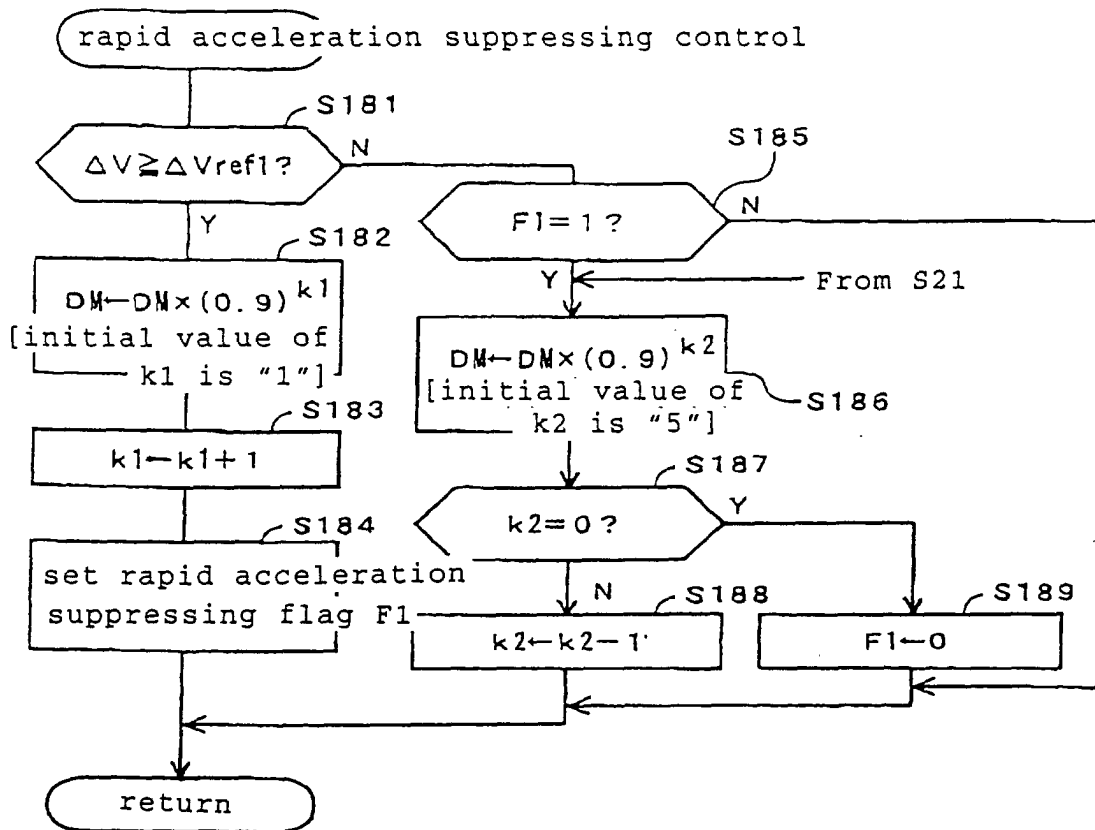 rapid acceleration suppressing control
S181
ΔV≧ΔVref1?
N
Y
S185
F1=1?
N
Y
From S21
S182
DM←DM×(0.9)^k1
[initial value of
k1 is "1"]
S183
k1←k1+1
S184
set rapid acceleration
suppressing flag F1
DM←DM×(0.9)^k2
[initial value of
k2 is "5"]
S186
S187
k2=0?
Y
N
S188
k2←k2-1
S189
F1←0
return